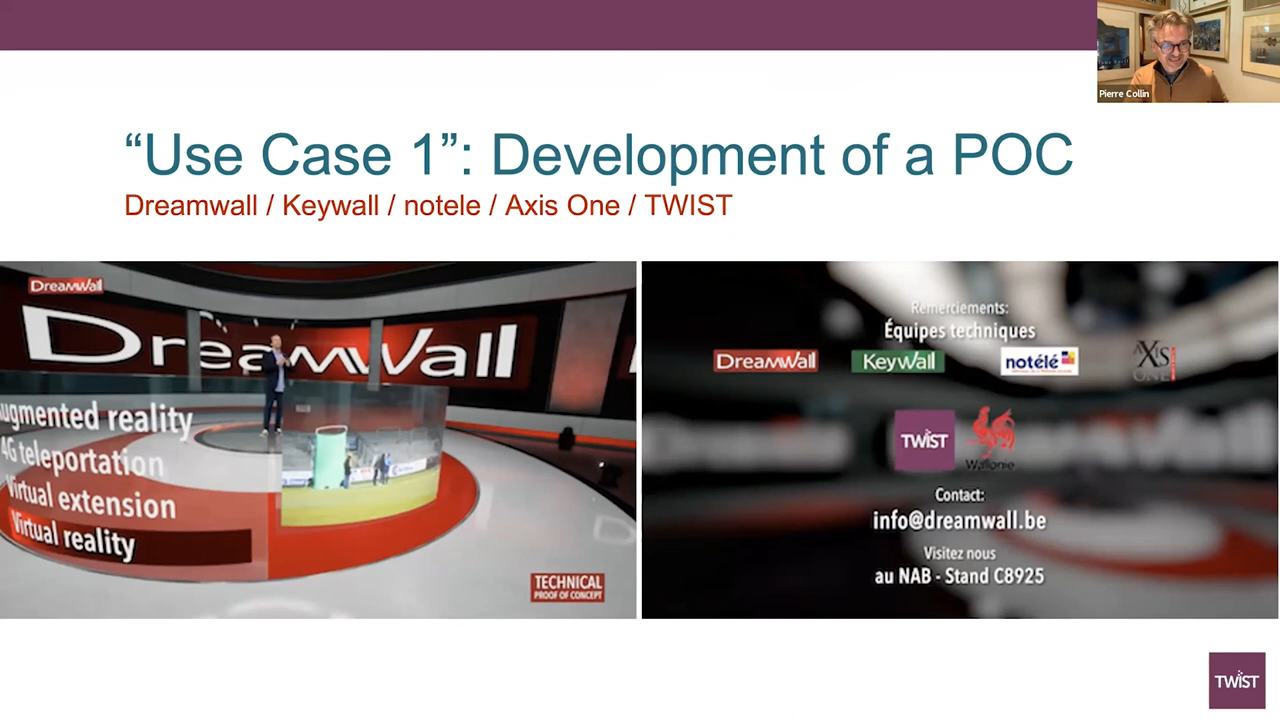 Pierre Collin
“Use Case 1”: Development of a POC
Dreamwall / Keywall / notele / Axis One / TWIST
DREAMWALL
DREAMWALL
ugmented reality
4G teleportation
Virtual extension
Virtual reality
TECHNICAL
PROOF OF CONCEPT
Remerciements:
Équipes techniques
DREAMWALL
KEYWALL
notélé
AXIS
ONE
TWIST
Wallonie
Contact:
info@dreamwall.be
Visitez nous
au NAB - Stand C8925
TWIST